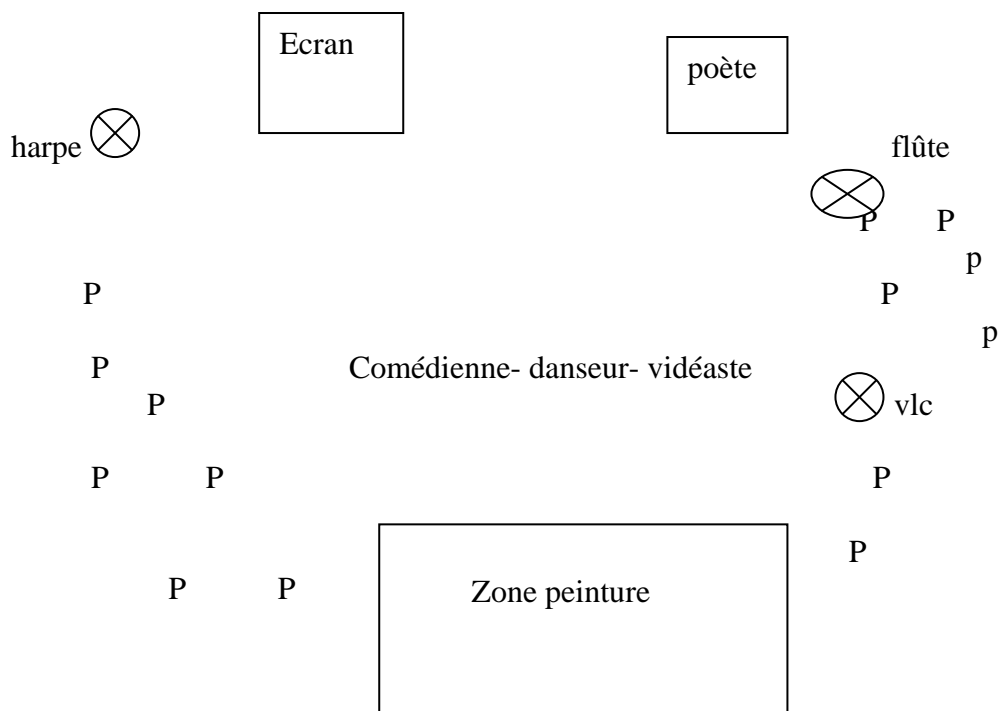 Ecran
poète
harpe
flûte
P P
p
P P
p
P Comédienne- danseur- vidéaste
P
vlc
P P P
P
P P Zone peinture